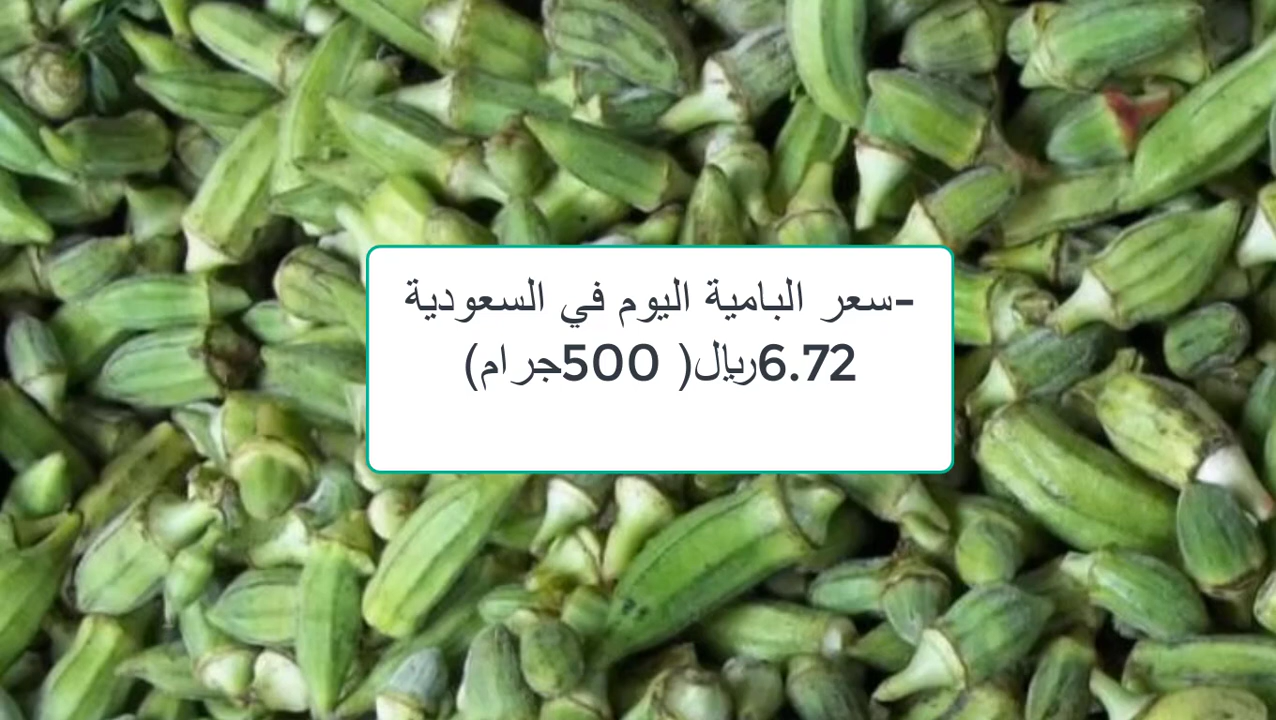 -سعر البامية اليوم في السعودية
6.72ريال( 500جرام)